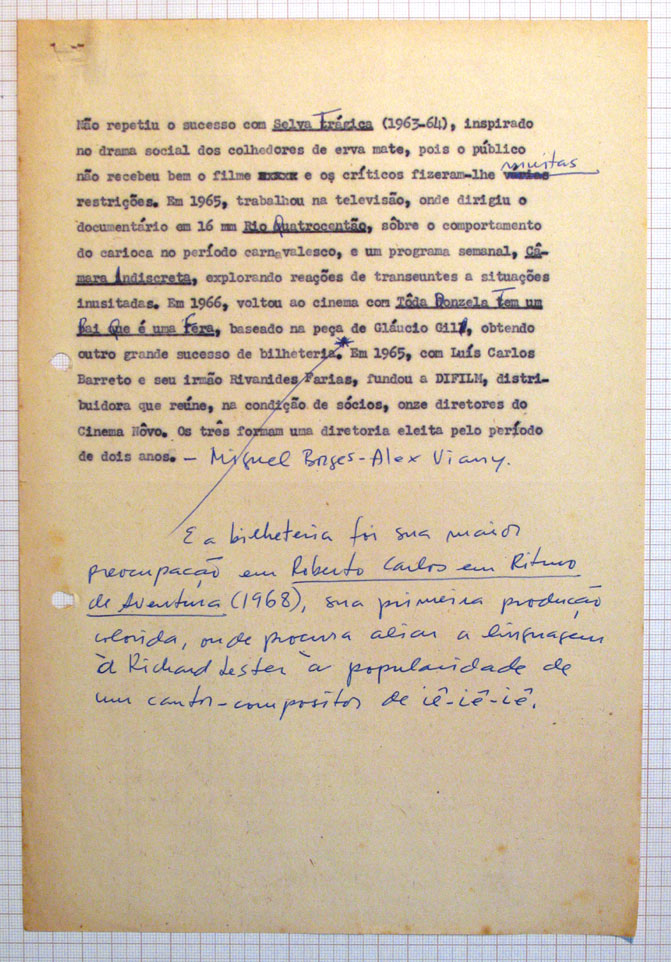 Não repetiu o sucesso com Selva Trágica (1963-64), inspirado
no drama social dos colhedores de erva mate, pois o público
não recebeu bem o filme xxxxx e os críticos fizeram-lhe várias muitas
restrições. Em 1965, trabalhou na televisão, onde dirigiu o
documentário em 16 mm Rio Quatrocentão, sôbre o comportamento
do carioca no período carnavalesco, e um programa semanal, Câ-
mara Indiscreta, explorando reações de transeuntes a situações
inusitadas. Em 1966, voltou ao cinema com Tôda Donzela Tem um
Pai Que é uma Fera, baseado na peça de Gláucio Gill, obtendo
outro grande sucesso de bilheteria.* Em 1965, com Luís Carlos
Barreto e seu irmão Rivanides Farias, fundou a DIFILM, distri-
buidora que reúne, na condição de sócios, onze diretores do
Cinema Nôvo. Os três formam uma diretoria eleita pelo período
de dois anos. — Miguel Borges-Alex Viany.
E a bilheteria foi sua maior
preocupação em Roberto Carlos em Ritmo
de Aventura (1968), sua primeira produção
colorida, onde procura aliar a linguagem
à Richard Lester à popularidade de
um cantor-compositor de iê-iê-iê.